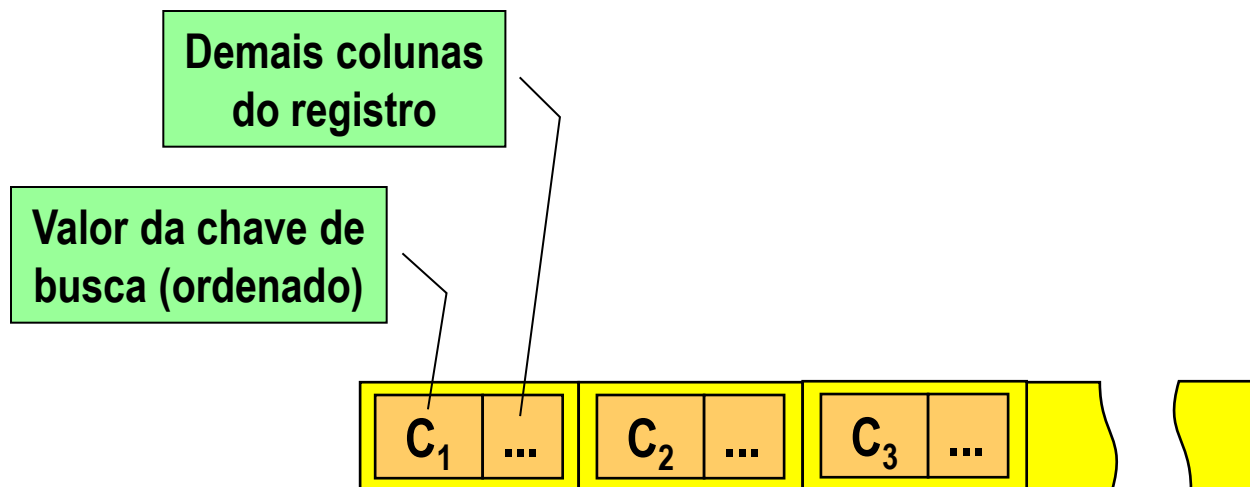 Demais colunas
do registro
Valor da chave de
busca (ordenado)
C₁ ... C₂ ... C₃ ...